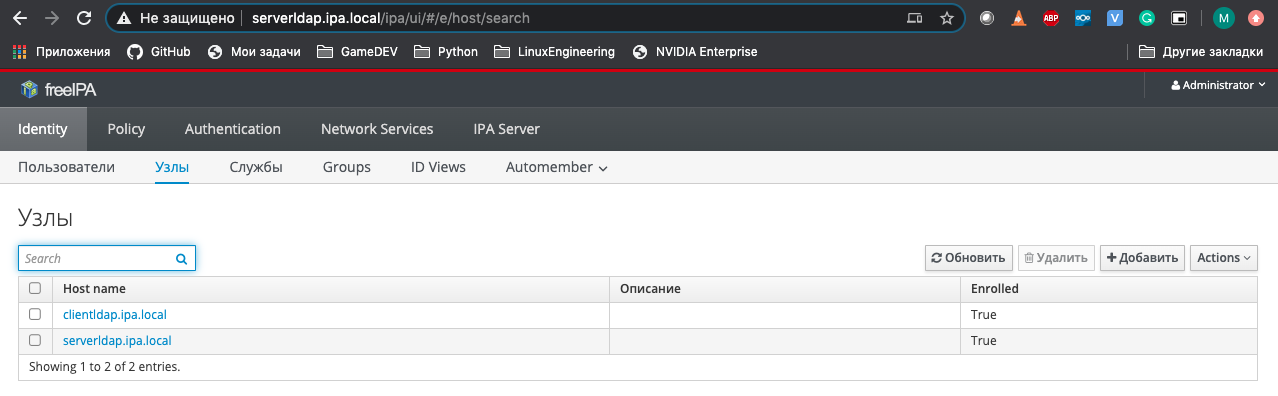 Не защищено serverldap.ipa.local/ipa/ui/#/e/host/search ABP V G M
Приложения GitHub Мои задачи GameDEV Python LinuxEngineering NVIDIA Enterprise Другие закладки
freeIPA Administrator
Identity Policy Authentication Network Services IPA Server
Пользователи Узлы Службы Groups ID Views Automember
Узлы
Search Обновить Удалить Добавить Actions
Host name Описание Enrolled
clientldap.ipa.local True
serverldap.ipa.local True
Showing 1 to 2 of 2 entries.